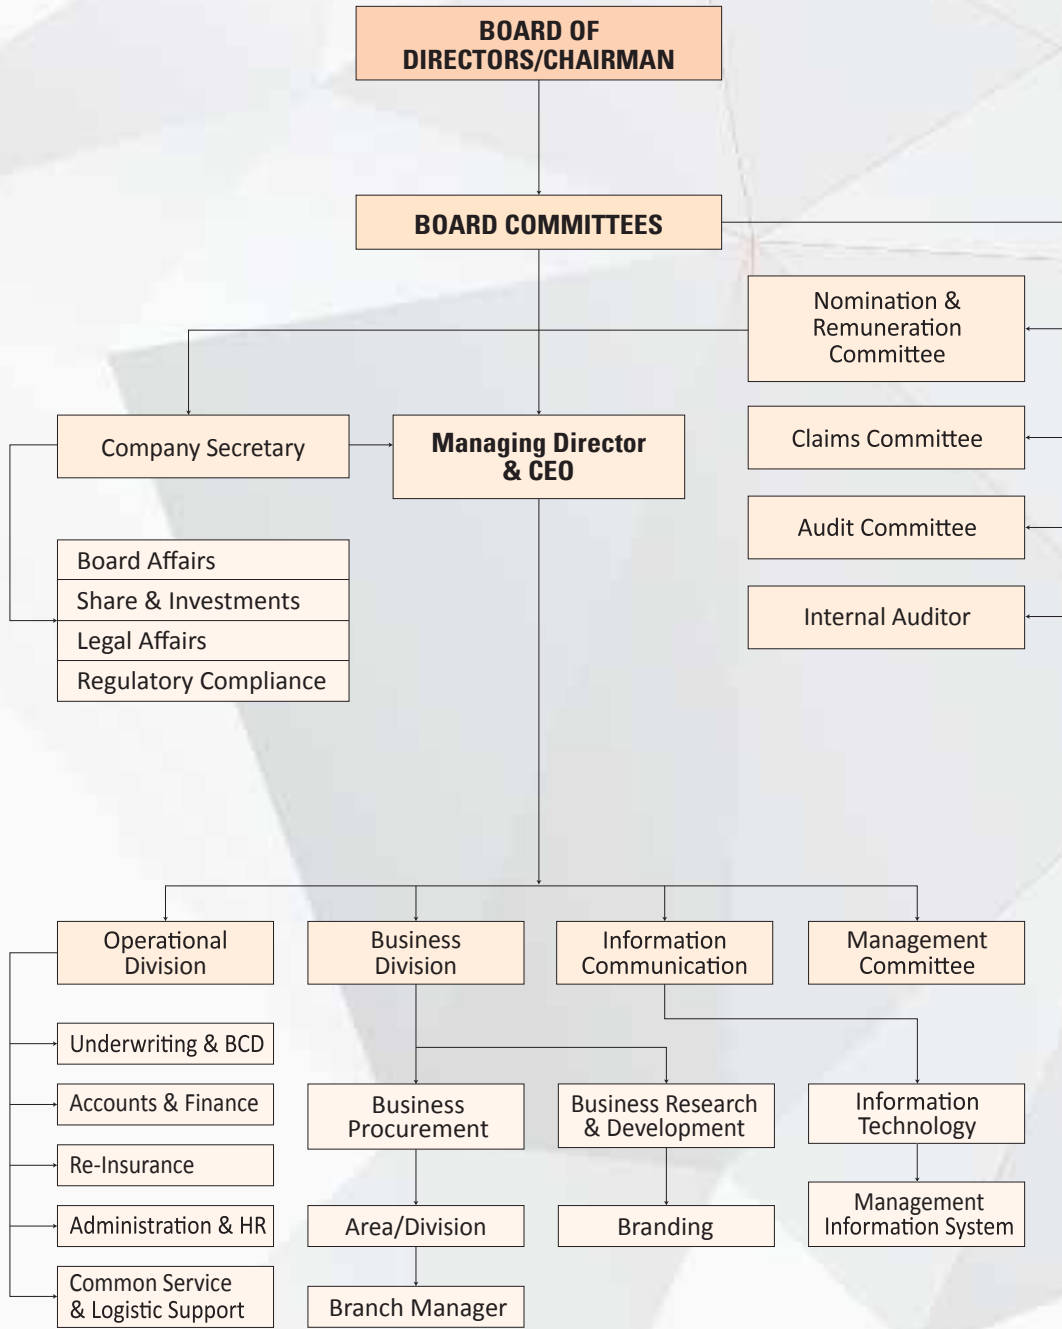 BOARD OF
DIRECTORS/CHAIRMAN
BOARD COMMITTEES
Nomination &
Remuneration
Committee
Company Secretary
Managing Director
& CEO
Claims Committee
Audit Committee
Internal Auditor
Board Affairs
Share & Investments
Legal Affairs
Regulatory Compliance
Operational
Division
Business
Division
Information
Communication
Management
Committee
Underwriting & BCD
Accounts & Finance
Re-Insurance
Administration & HR
Common Service
& Logistic Support
Business
Procurement
Area/Division
Branch Manager
Business Research
& Development
Branding
Information
Technology
Management
Information System